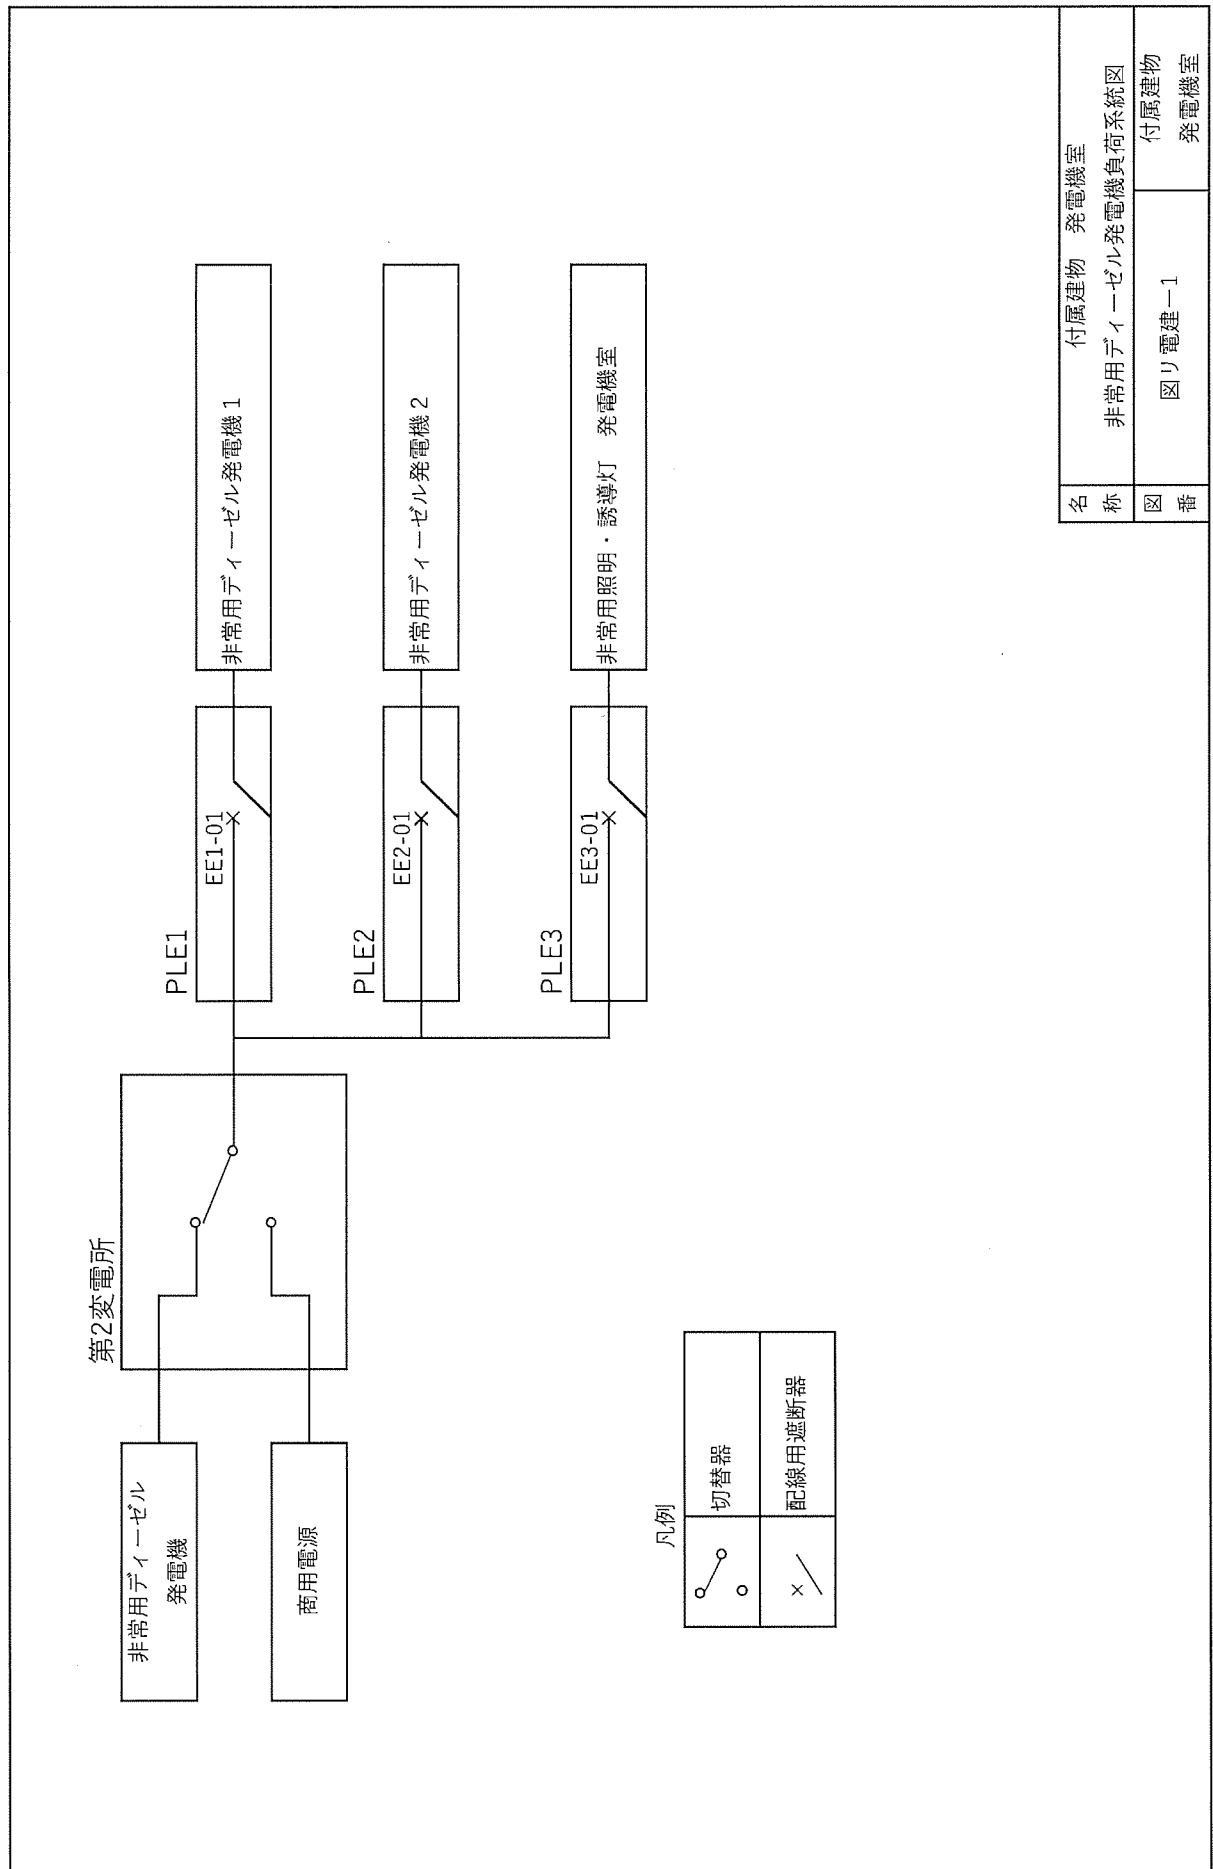 第2変電所
非常用ディーゼル
発電機
商用電源
PLE1
EE1-01
非常用ディーゼル発電機1
PLE2
EE2-01
非常用ディーゼル発電機2
PLE3
EE3-01
非常用照明・誘導灯　発電機室
凡例
切替器
配線用遮断器
名称
付属建物　発電機室
非常用ディーゼル発電機負荷系統図
図番
図リ電建ー1
付属建物
発電機室